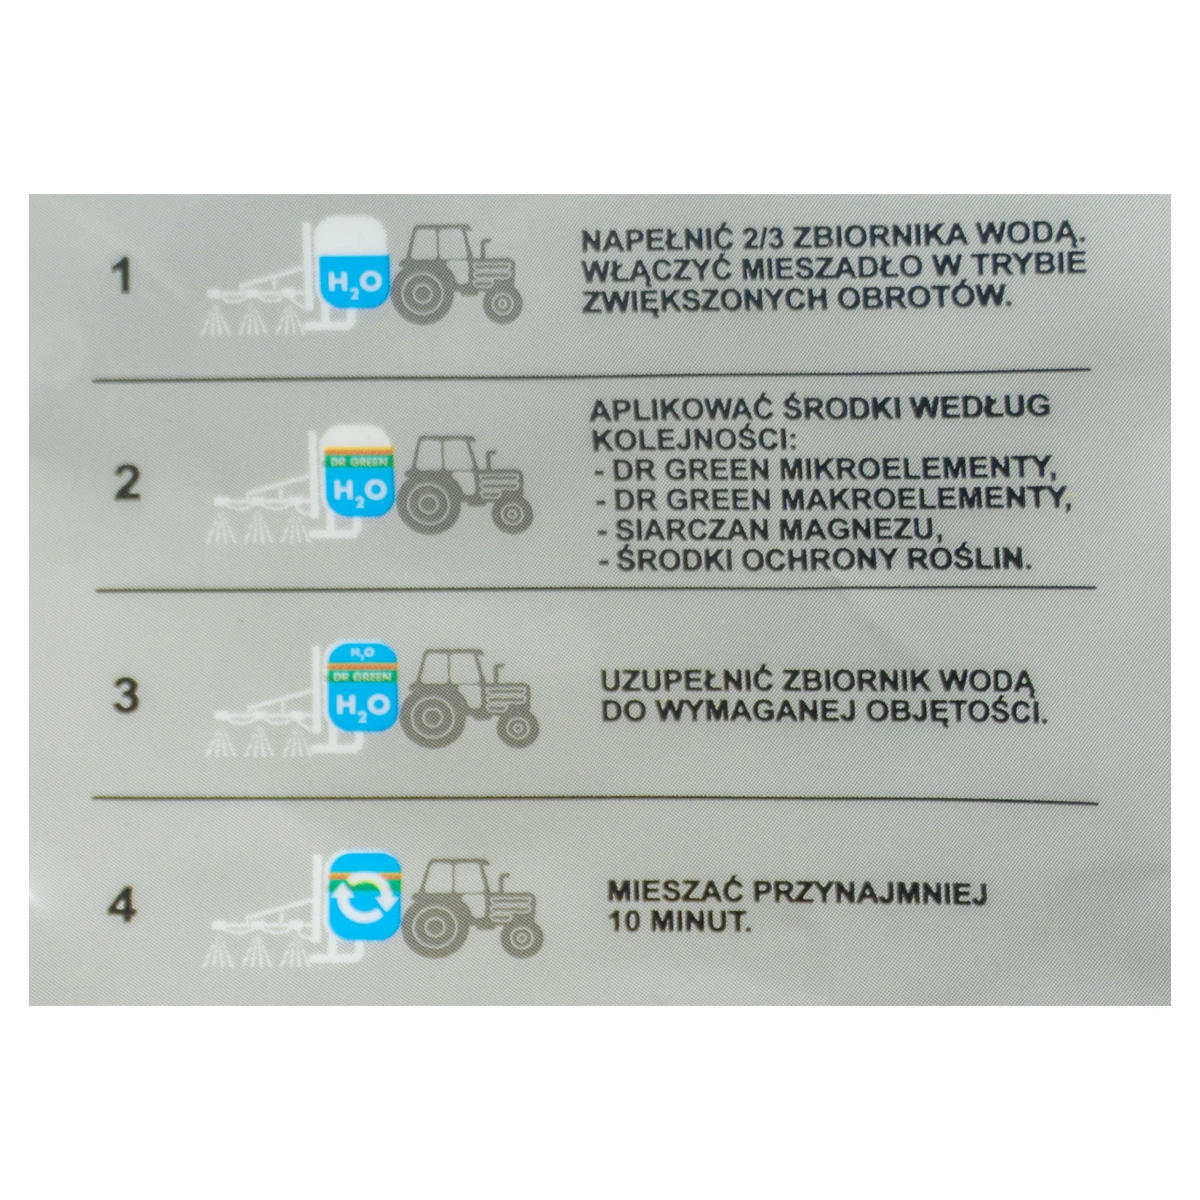 1
H2O
NAPEŁNIĆ 2/3 ZBIORNIKA WODĄ.
WŁĄCZYĆ MIESZADŁO W TRYBIE
ZWIĘKSZONYCH OBROTÓW.
2
DR GREEN
H2O
APLIKOWAĆ ŚRODKI WEDŁUG
KOLEJNOŚCI:
- DR GREEN MIKROELEMENTY,
- DR GREEN MAKROELEMENTY,
- SIARCZAN MAGNEZU,
- ŚRODKI OCHRONY ROŚLIN.
3
H2O
DR GREEN
H2O
UZUPEŁNIĆ ZBIORNIK WODĄ
DO WYMAGANEJ OBJĘTOŚCI.
4
MIESZAĆ PRZYNAJMNIEJ
10 MINUT.